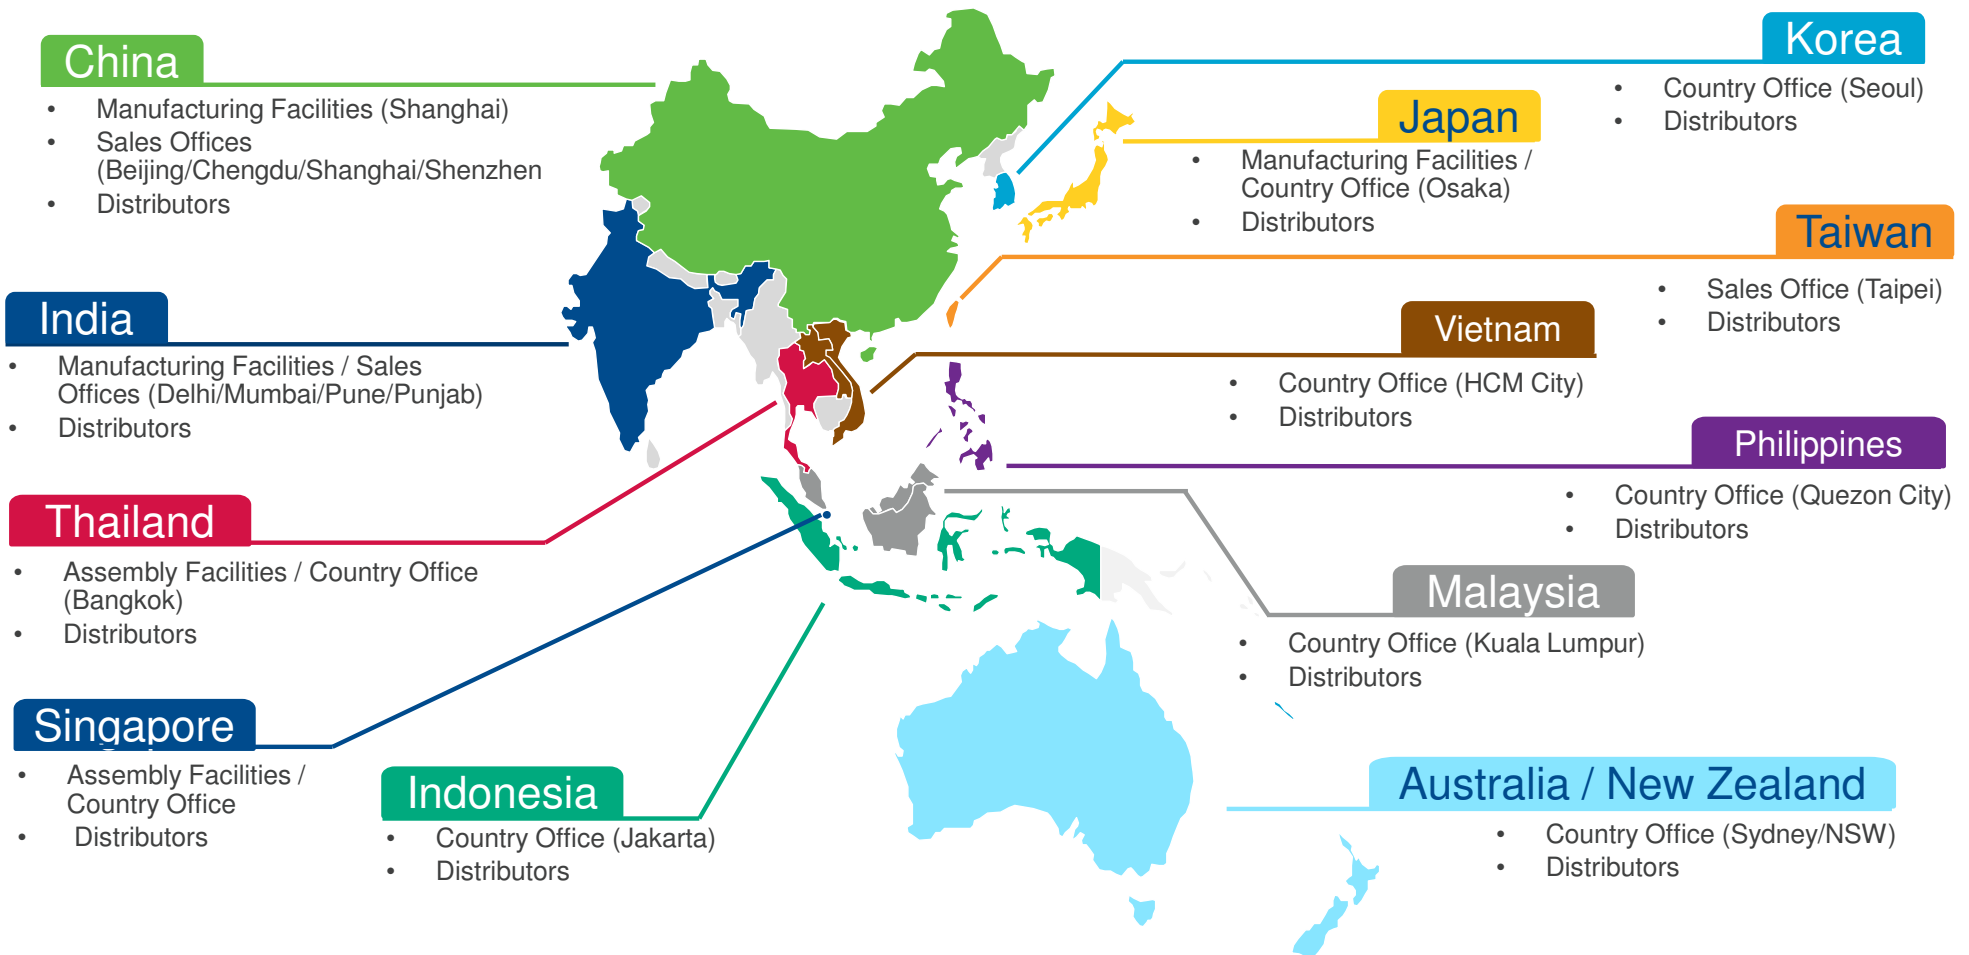 China
• Manufacturing Facilities (Shanghai)
• Sales Offices
(Beijing/Chengdu/Shanghai/Shenzhen
• Distributors
India
• Manufacturing Facilities / Sales
Offices (Delhi/Mumbai/Pune/Punjab)
• Distributors
Thailand
• Assembly Facilities / Country Office
(Bangkok)
• Distributors
Singapore
• Assembly Facilities /
Country Office
• Distributors
Indonesia
• Country Office (Jakarta)
• Distributors
Korea
• Country Office (Seoul)
• Distributors
Japan
• Manufacturing Facilities /
Country Office (Osaka)
• Distributors
Taiwan
• Sales Office (Taipei)
• Distributors
Vietnam
• Country Office (HCM City)
• Distributors
Philippines
• Country Office (Quezon City)
• Distributors
Malaysia
• Country Office (Kuala Lumpur)
• Distributors
Australia / New Zealand
• Country Office (Sydney/NSW)
• Distributors